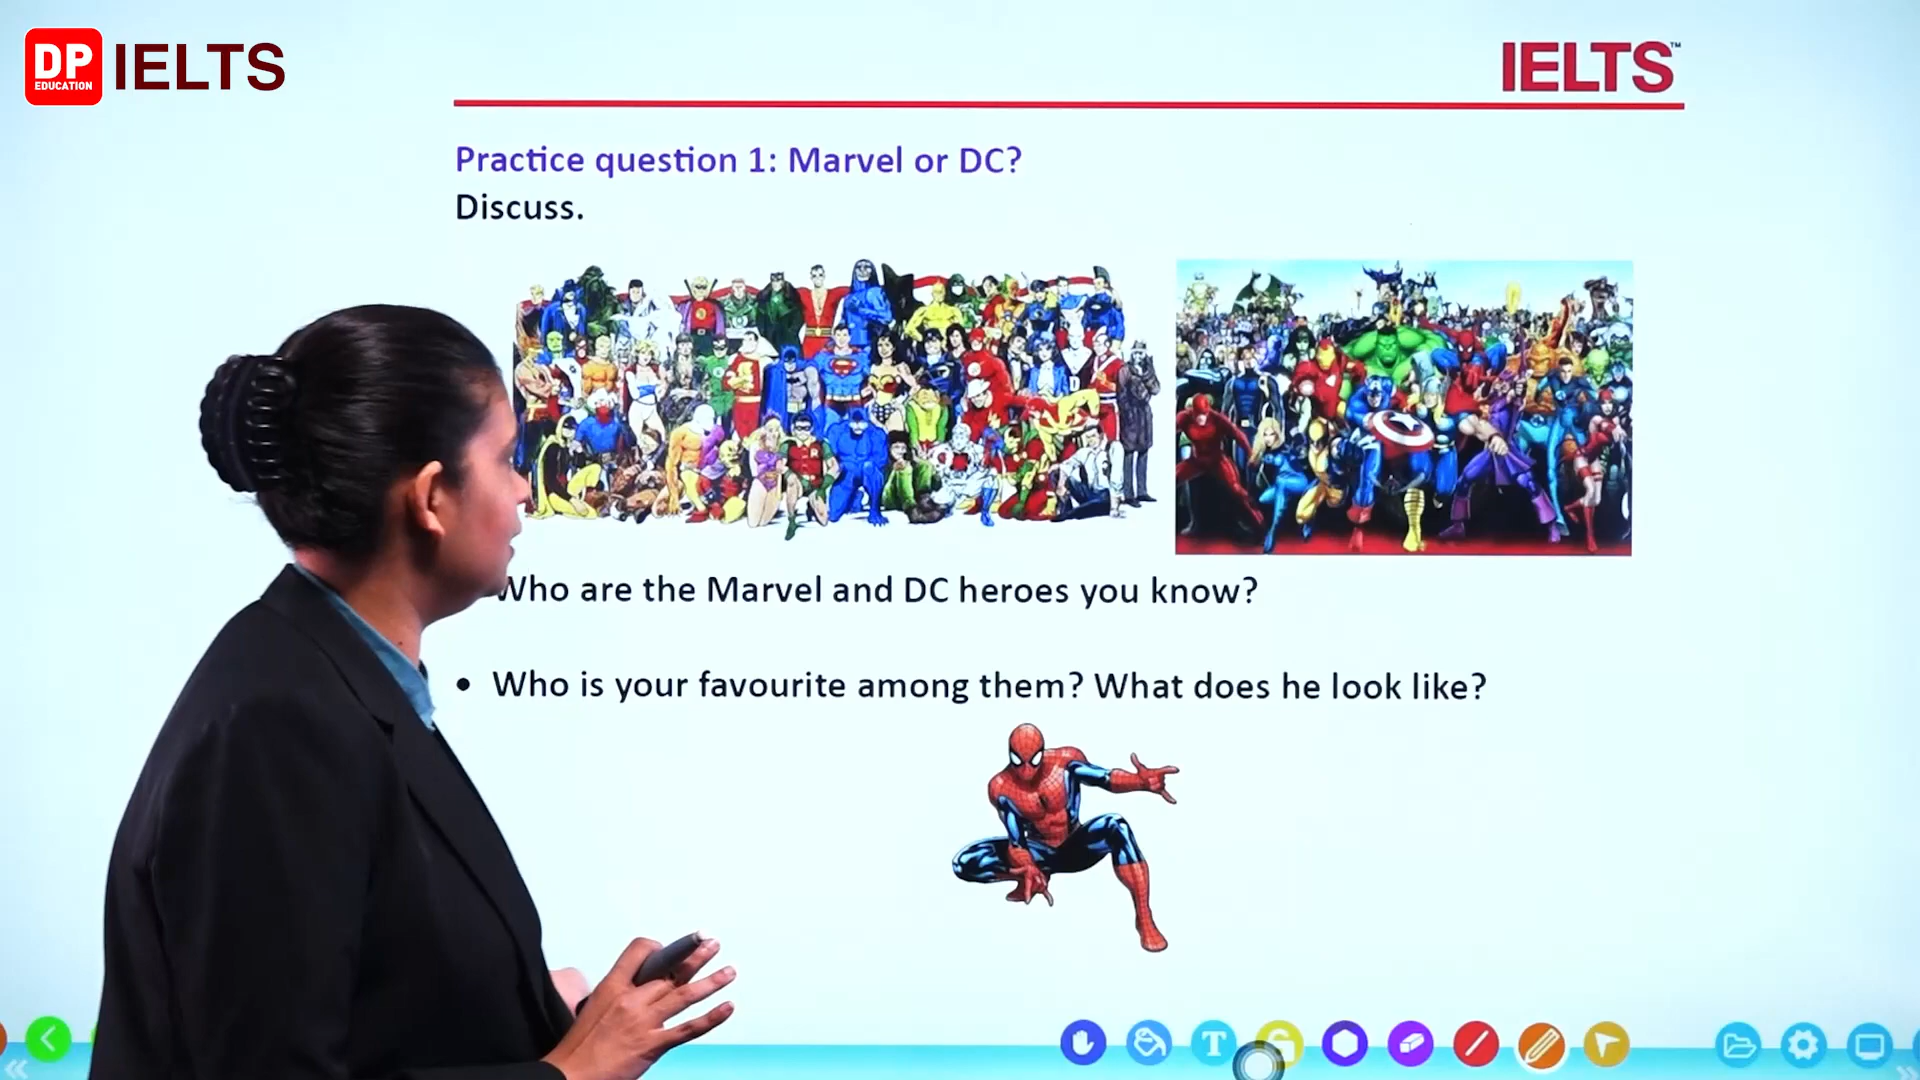 DP
EDUCATION
IELTS
IELTS™
Practice question 1: Marvel or DC?
Discuss.
Who are the Marvel and DC heroes you know?
• Who is your favourite among them? What does he look like?